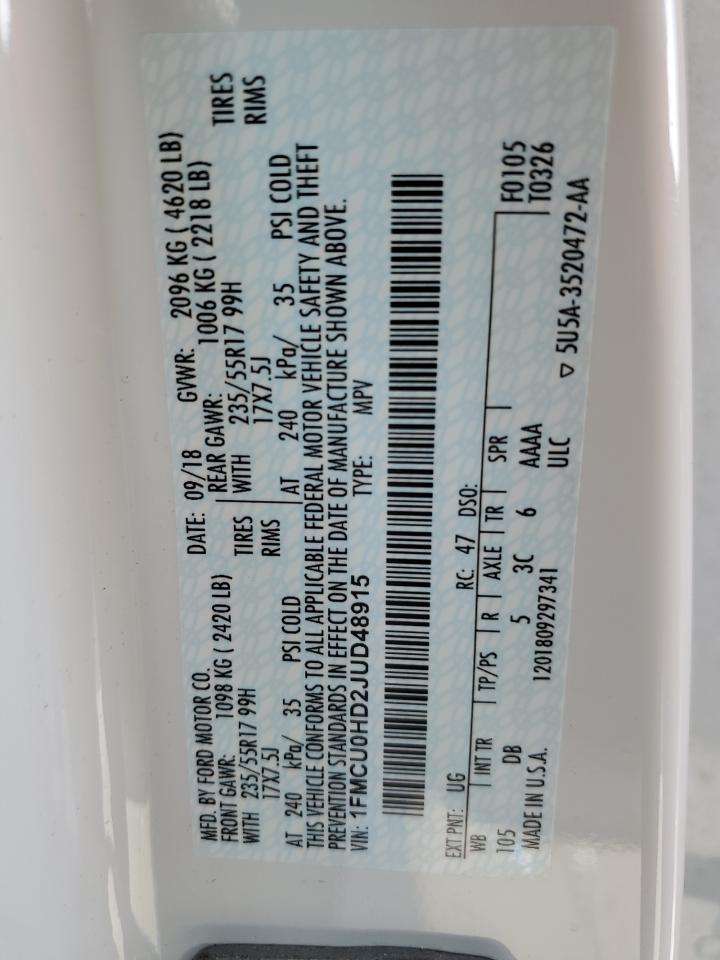 MFD. BY FORD MOTOR CO. DATE: 09/18 GVWR: 2096 KG ( 4620 LB)
FRONT GAWR: 1098 KG ( 2420 LB) REAR GAWR: 1006 KG ( 2218 LB)
WITH 235/55R17 99H TIRES WITH 235/55R17 99H TIRES
17X7.5J RIMS 17X7.5J RIMS
AT 240 kPa/ 35 PSI COLD AT 240 kPa/ 35 PSI COLD
THIS VEHICLE CONFORMS TO ALL APPLICABLE FEDERAL MOTOR VEHICLE SAFETY AND THEFT
PREVENTION STANDARDS IN EFFECT ON THE DATE OF MANUFACTURE SHOWN ABOVE.
VIN: 1FMCU0HD2JUD48915 TYPE: MPV
EXT PNT: UG RC: 47 DSO:
WB INT TR TP/PS R AXLE TR SPR F0105
105 DB 5 3C 6 AAAA T0326
MADE IN U.S.A. 1201809297341 ULC
▽ 5U5A-3520472-AA